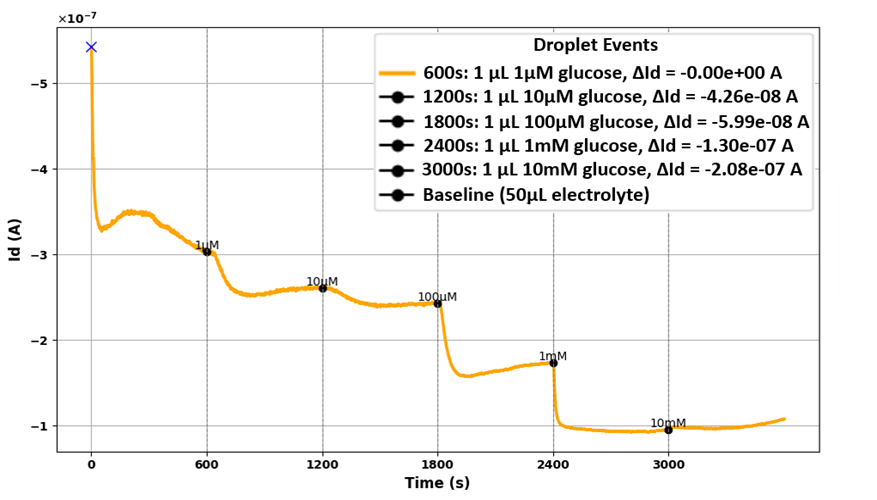 ×10⁻⁷
Droplet Events
600s: 1 µL 1µM glucose, ΔId = -0.00e+00 A
1200s: 1 µL 10µM glucose, ΔId = -4.26e-08 A
1800s: 1 µL 100µM glucose, ΔId = -5.99e-08 A
2400s: 1 µL 1mM glucose, ΔId = -1.30e-07 A
3000s: 1 µL 10mM glucose, ΔId = -2.08e-07 A
Baseline (50µL electrolyte)
−5
−4
−3
−2
−1
Id (A)
1µM
10µM
100µM
1mM
10mM
0 600 1200 1800 2400 3000
Time (s)